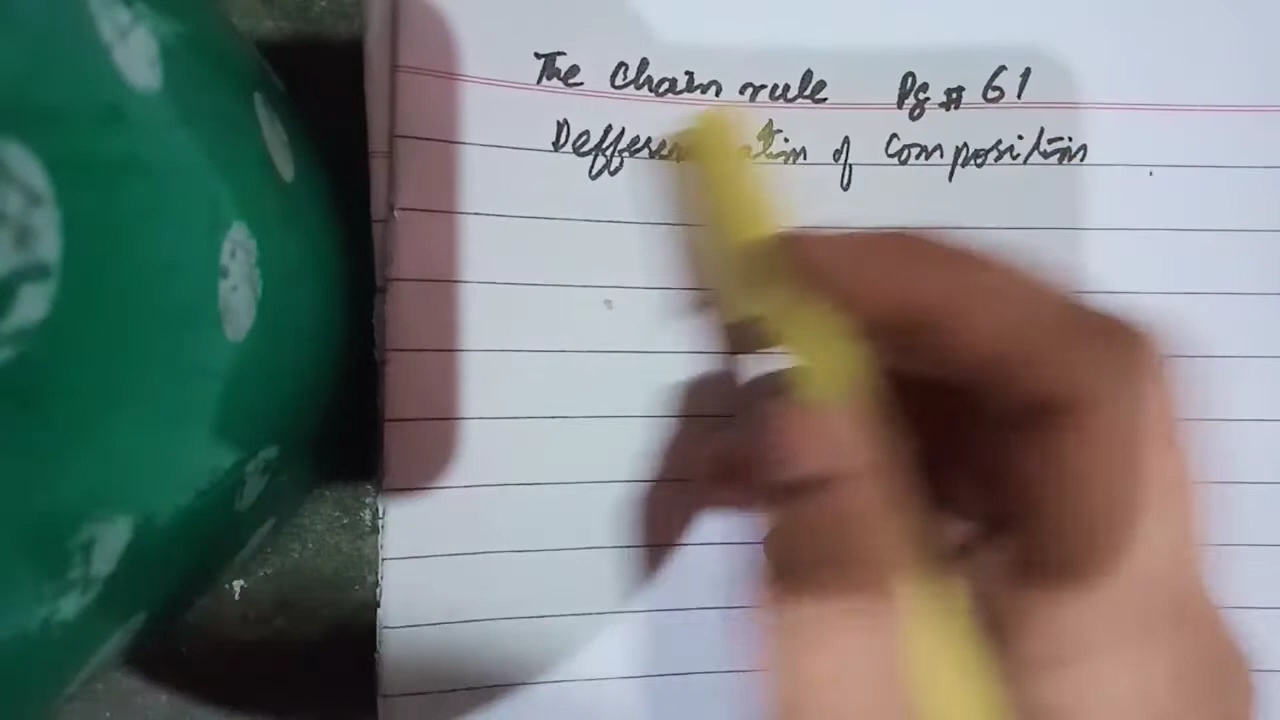 The Chain rule Pg # 61
of Composition